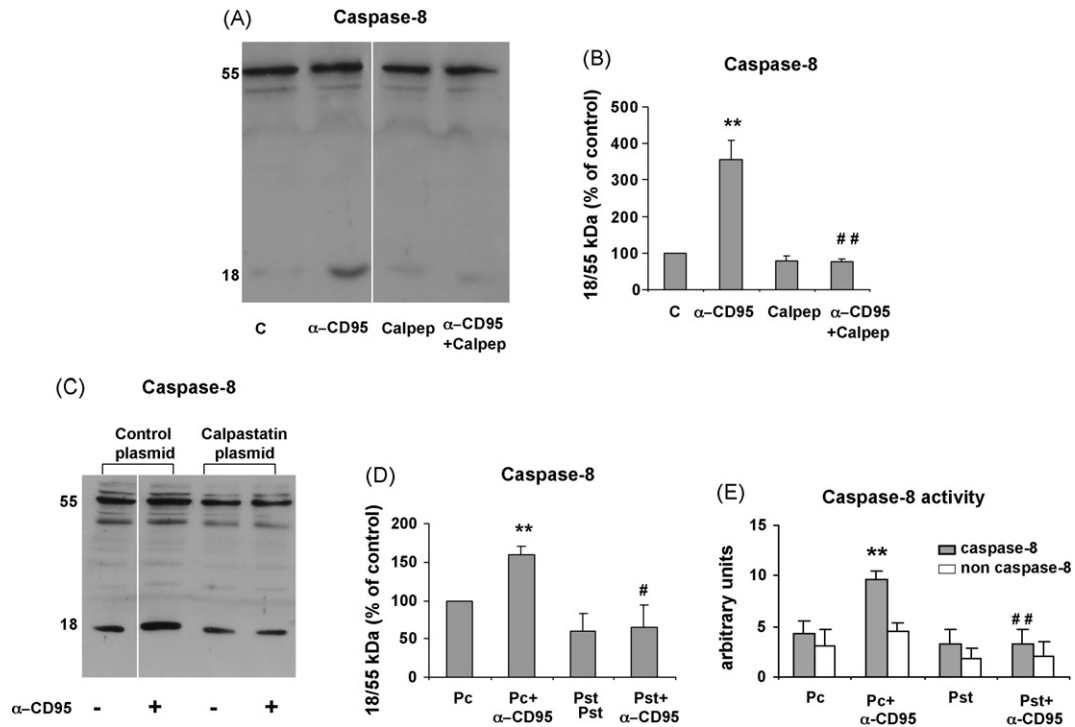 (A)
Caspase-8
55
18
C
α–CD95
Calpep
α–CD95
+Calpep
(B)
Caspase-8
18/55 kDa (% of control)
500
400
300
200
100
0
**
# #
C
α–CD95
Calpep
α–CD95
+Calpep
(C)
Caspase-8
Control
plasmid
Calpastatin
plasmid
55
18
α–CD95
- + - +
(D)
Caspase-8
18/55 kDa (% of control)
200
150
100
50
0
**
#
Pc
Pc+
α–CD95
Pst
Pst
Pst+
α–CD95
(E)
Caspase-8 activity
arbitrary units
15
10
5
0
caspase-8
non caspase-8
**
# #
Pc
Pc+
α–CD95
Pst
Pst+
α–CD95